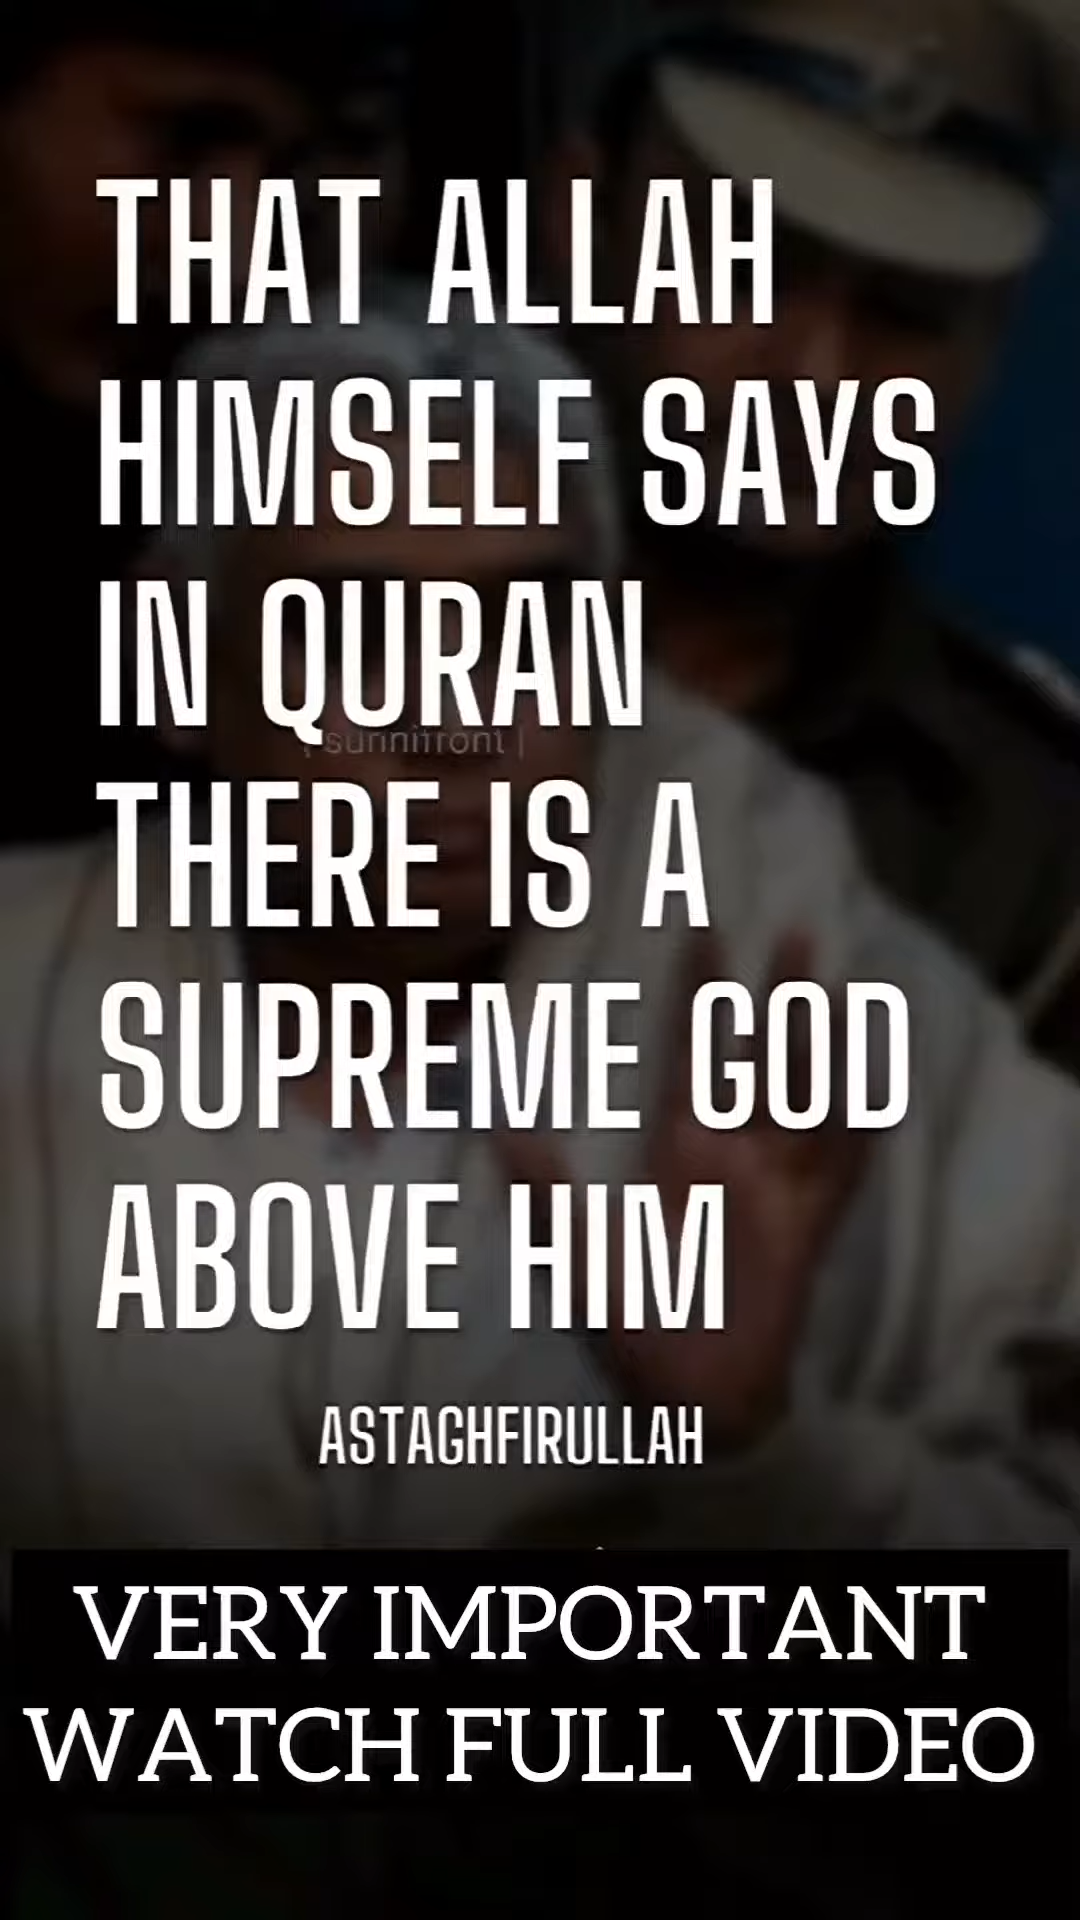 THAT ALLAH
HIMSELF SAYS
IN QURAN
| sunnifront |
THERE IS A
SUPREME GOD
ABOVE HIM
ASTAGHFIRULLAH
VERY IMPORTANT
WATCH FULL VIDEO